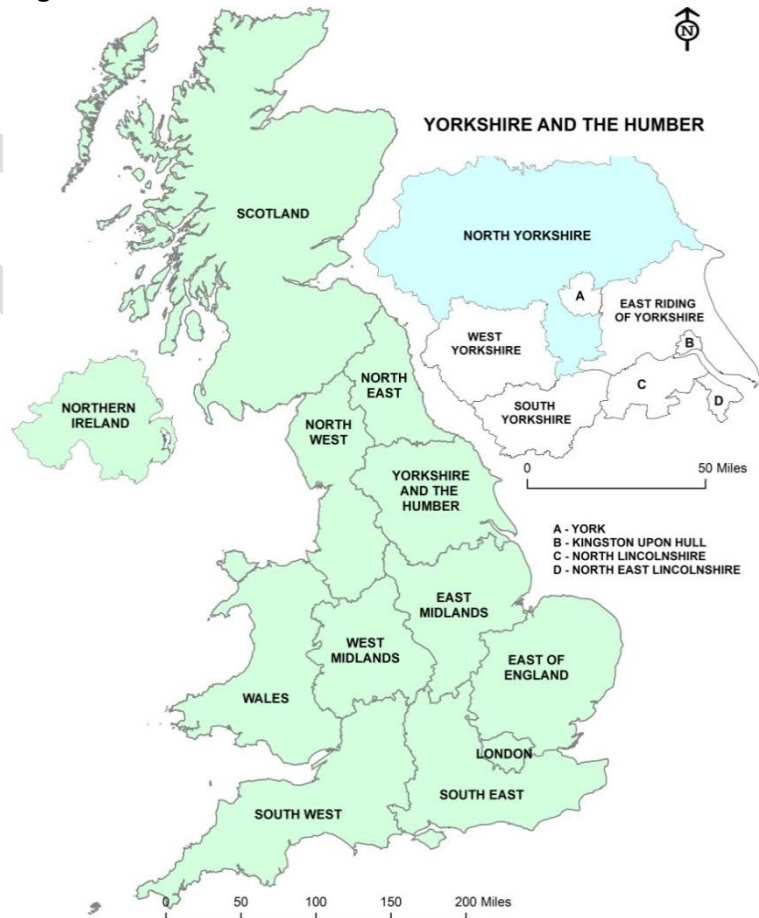 N
YORKSHIRE AND THE HUMBER
SCOTLAND
NORTH YORKSHIRE
A
EAST RIDING
OF YORKSHIRE
WEST
YORKSHIRE
B
C
D
SOUTH
YORKSHIRE
0 50 Miles
A - YORK
B - KINGSTON UPON HULL
C - NORTH LINCOLNSHIRE
D - NORTH EAST LINCOLNSHIRE
NORTHERN
IRELAND
NORTH
EAST
NORTH
WEST
YORKSHIRE
AND THE
HUMBER
EAST
MIDLANDS
WEST
MIDLANDS
EAST OF
ENGLAND
WALES
LONDON
SOUTH EAST
SOUTH WEST
0 50 100 150 200 Miles